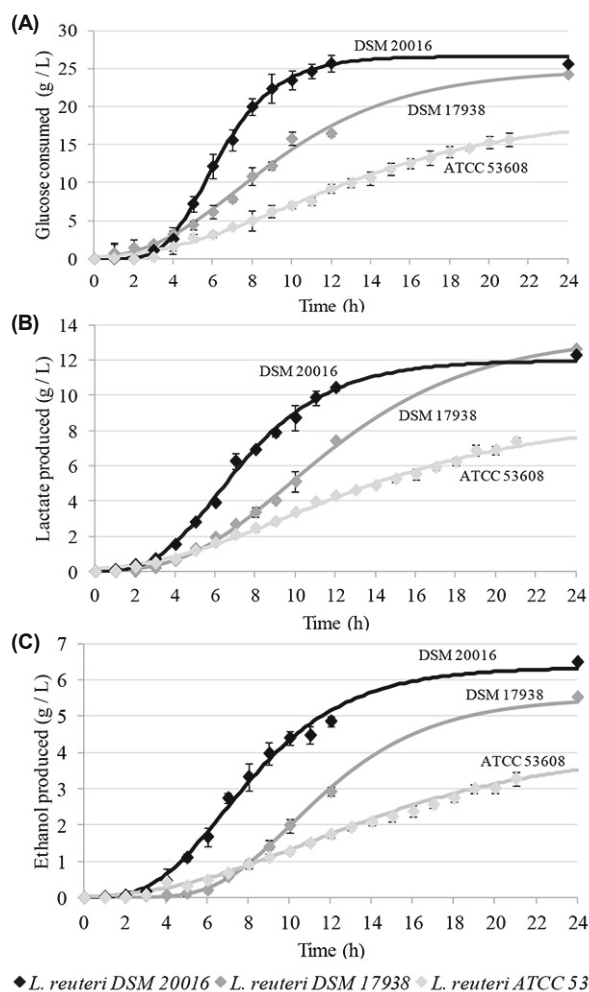 (A)
Glucose consumed (g / L)
30
25
20
15
10
5
0
DSM 20016
DSM 17938
ATCC 53608
0 2 4 6 8 10 12 14 16 18 20 22 24
Time (h)
(B)
Lactate produced (g / L)
14
12
10
8
6
4
2
0
DSM 20016
DSM 17938
ATCC 53608
0 2 4 6 8 10 12 14 16 18 20 22 24
Time (h)
(C)
Ethanol produced (g / L)
7
6
5
4
3
2
1
0
DSM 20016
DSM 17938
ATCC 53608
0 2 4 6 8 10 12 14 16 18 20 22 24
Time (h)
L. reuteri DSM 20016 L. reuteri DSM 17938 L. reuteri ATCC 53